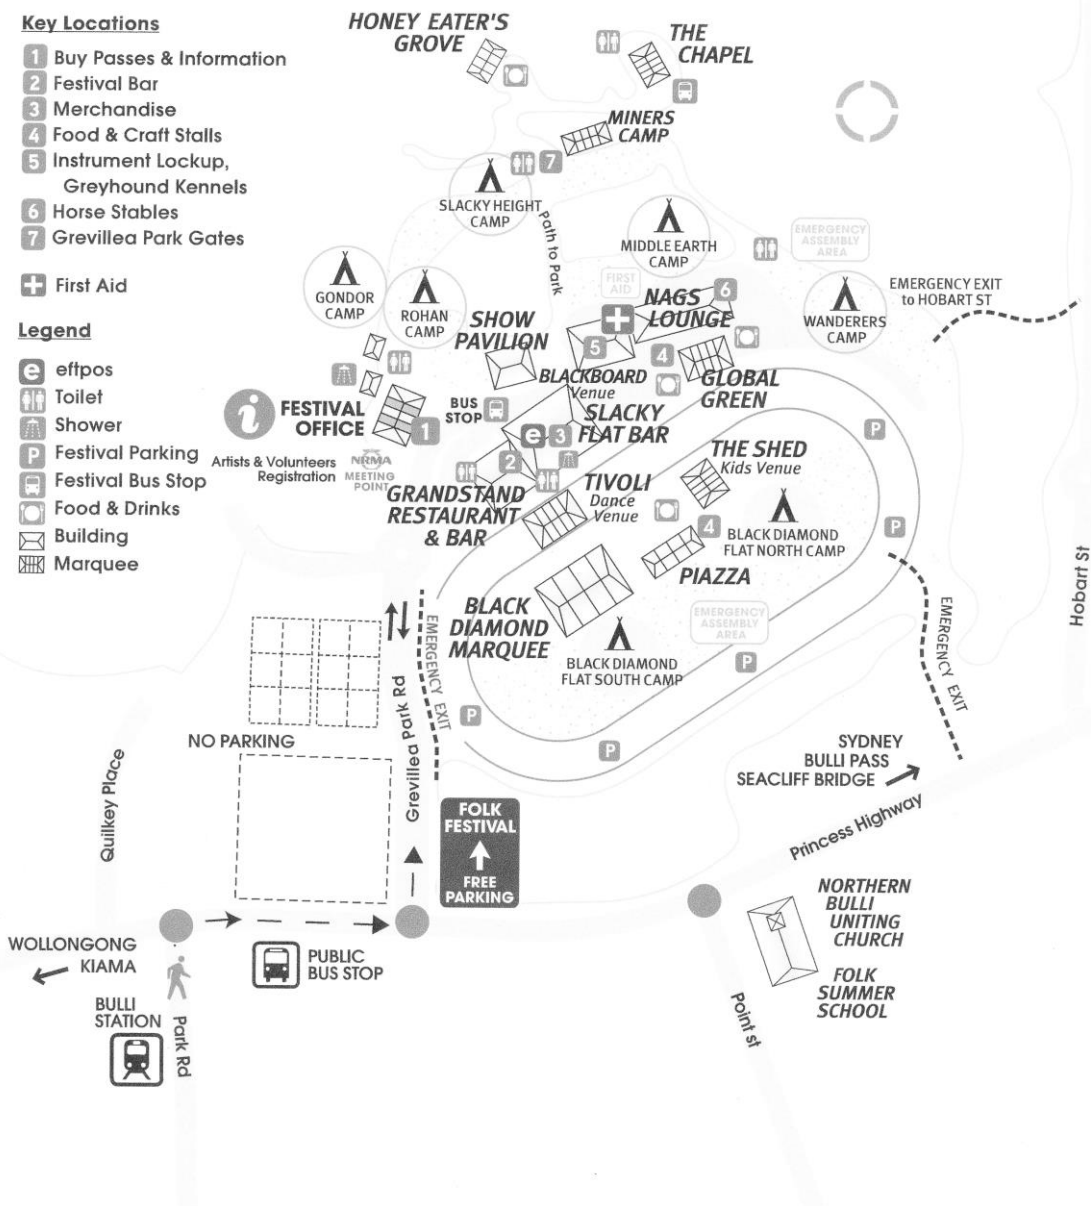 Key Locations
1 Buy Passes & Information
2 Festival Bar
3 Merchandise
4 Food & Craft Stalls
5 Instrument Lockup,
Greyhound Kennels
6 Horse Stables
7 Grevillea Park Gates
First Aid
Legend
e eftpos
Toilet
Shower
P Festival Parking
Festival Bus Stop
Food & Drinks
Building
Marquee
HONEY EATER'S
GROVE
THE
CHAPEL
MINERS
CAMP
7
SLACKY HEIGHT
CAMP
Path to Park
MIDDLE EARTH
CAMP
EMERGENCY
ASSEMBLY
AREA
GONDOR
CAMP
ROHAN
CAMP
FIRST
AID
6
NAGS
LOUNGE
WANDERERS
CAMP
EMERGENCY EXIT
to HOBART ST
SHOW
PAVILION
5
4
BLACKBOARD
Venue
GLOBAL
GREEN
i
FESTIVAL
OFFICE
1
BUS
STOP
SLACKY
FLAT BAR
e
3
2
Artists & Volunteers
Registration
NRMA
MEETING
POINT
GRANDSTAND
RESTAURANT
& BAR
TIVOLI
Dance
Venue
THE SHED
Kids Venue
P
4
BLACK DIAMOND
FLAT NORTH CAMP
P
PIAZZA
BLACK
DIAMOND
MARQUEE
EMERGENCY
ASSEMBLY
AREA
BLACK DIAMOND
FLAT SOUTH CAMP
P
P
P
EMERGENCY EXIT
EMERGENCY EXIT
Hobart St
NO PARKING
Grevillea Park Rd
Quilkey Place
SYDNEY
BULLI PASS
SEACLIFF BRIDGE
Princess Highway
FOLK
FESTIVAL
FREE
PARKING
NORTHERN
BULLI
UNITING
CHURCH
FOLK
SUMMER
SCHOOL
WOLLONGONG
KIAMA
PUBLIC
BUS STOP
BULLI
STATION
Park Rd
Point st